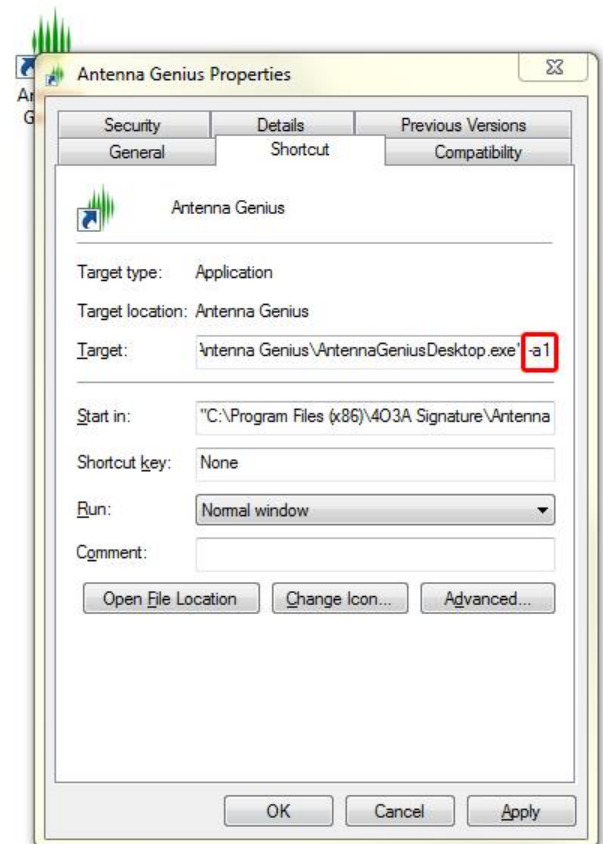 An
G
Antenna Genius Properties
Security Details Previous Versions
General Shortcut Compatibility
Antenna Genius
Target type: Application
Target location: Antenna Genius
Target: Antenna Genius\AntennaGeniusDesktop.exe" -a1
Start in: "C:\Program Files (x86)\4O3A Signature\Antenna
Shortcut key: None
Run: Normal window
Comment:
Open File Location Change Icon... Advanced...
OK Cancel Apply